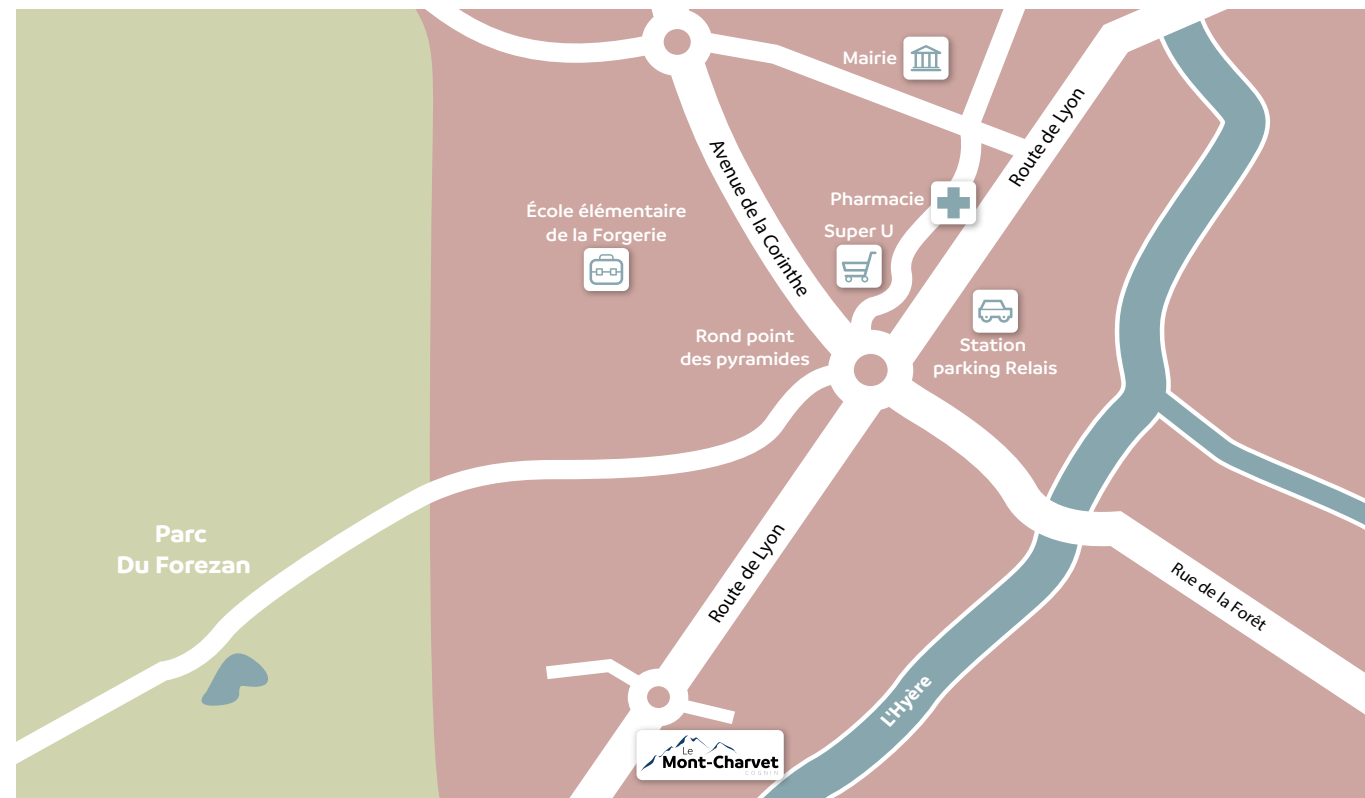 Mairie
Route de Lyon
Avenue de la Corinthe
Pharmacie
École élémentaire
de la Forgerie
Super U
Rond point
des pyramides
Station
parking Relais
Parc
Du Forezan
Route de Lyon
Rue de la Forêt
L'Hyère
Le
Mont-Charvet
COGNIN